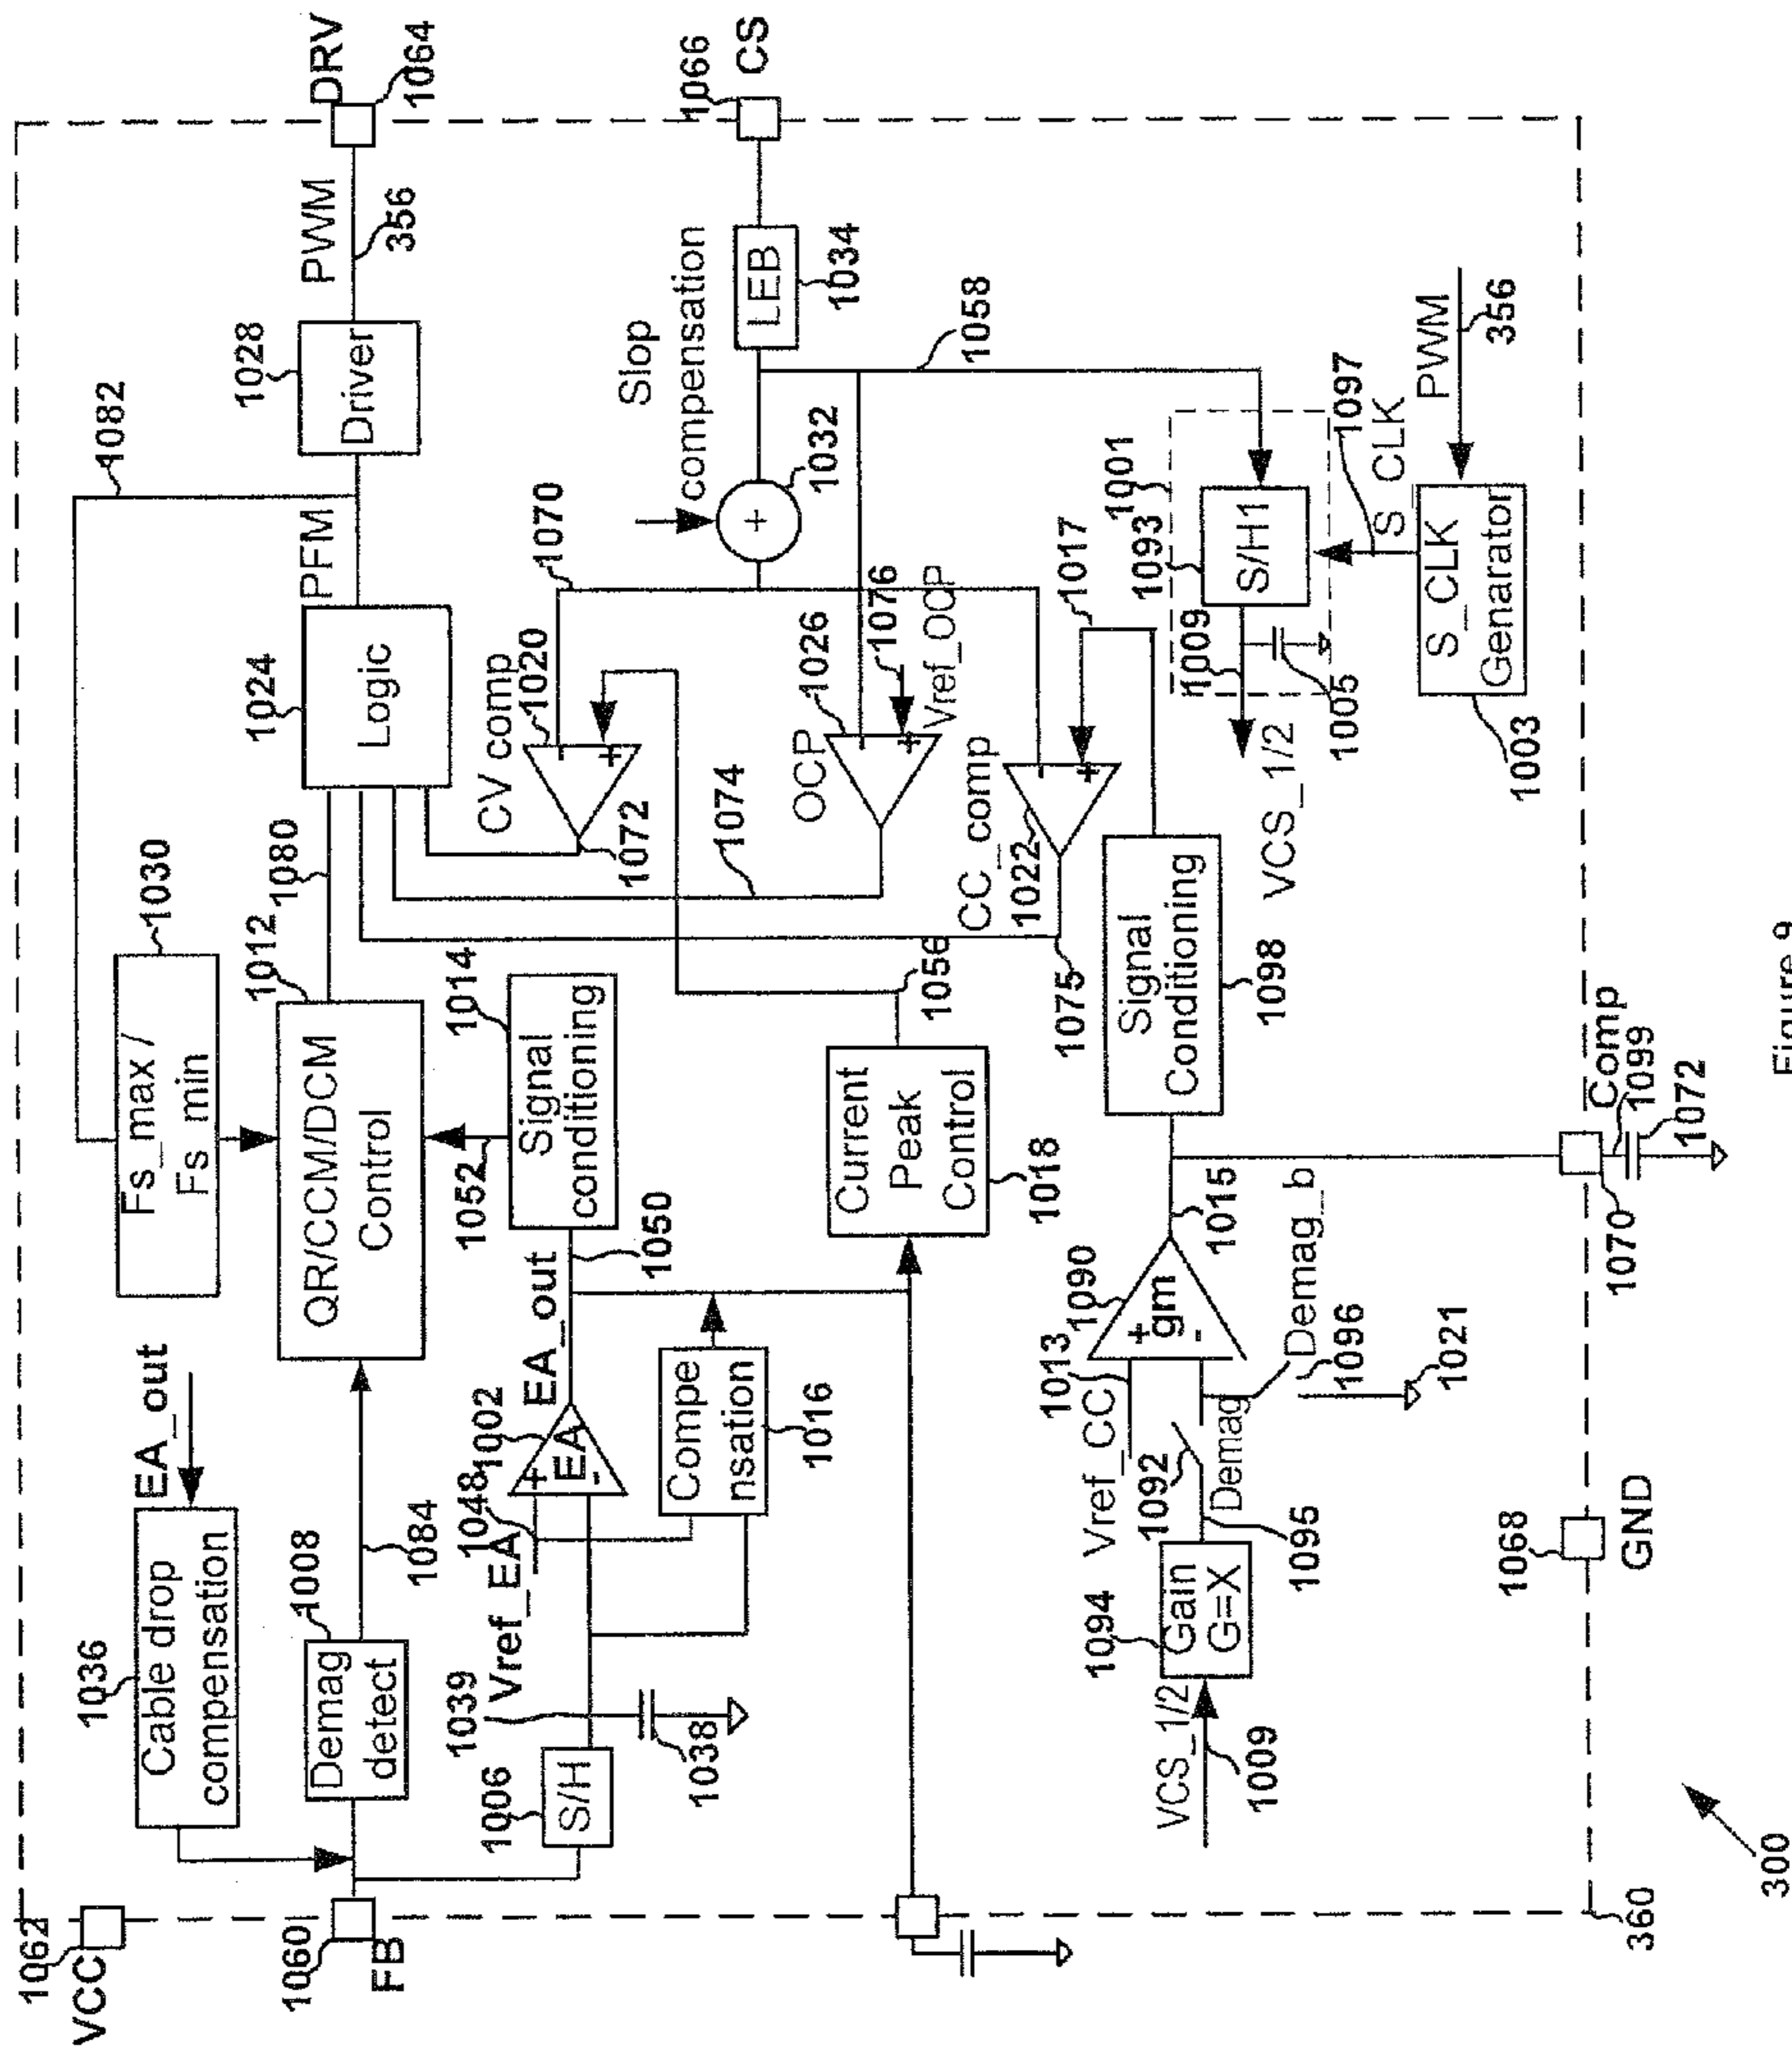 1062
VCC
1060
FB
1036
Cable drop
compensation
EA_out
Fs_max /
Fs_min
1030
1082
1028
Driver
PWM
356
DRV
1064
1008
Demag
detect
1084
QR/CCM/DCM
Control
1012
1080
1024
Logic
PFM
1006
S/H
1039
1038
Vref_EA
1048
1002
EA
+
-
EA_out
1050
1052
Signal
conditioning
1014
Compe
nsation
1016
CV comp
1020
-
+
1072
1070
Slop
compensation
+
1032
LEB
1034
1066
CS
1074
OCP
1026
-
+
1076
Vref_OCP
1058
Current
Peak
Control
1018
1056
CC_comp
1022
-
+
1075
1017
1001
1093
S/H1
1009
1005
VCS_1/2
S_CLK
1097
S_CLK
Genarator
1003
PWM
356
VCS_1/2
1009
1094
Gain
G=X
1095
1092
Demag
Vref_CC
1013
1090
+
gm
-
1015
Demag_b
1096
1021
Signal
Conditioning
1098
1068
GND
1070
Comp
1099
1072
360
300
Figure 9